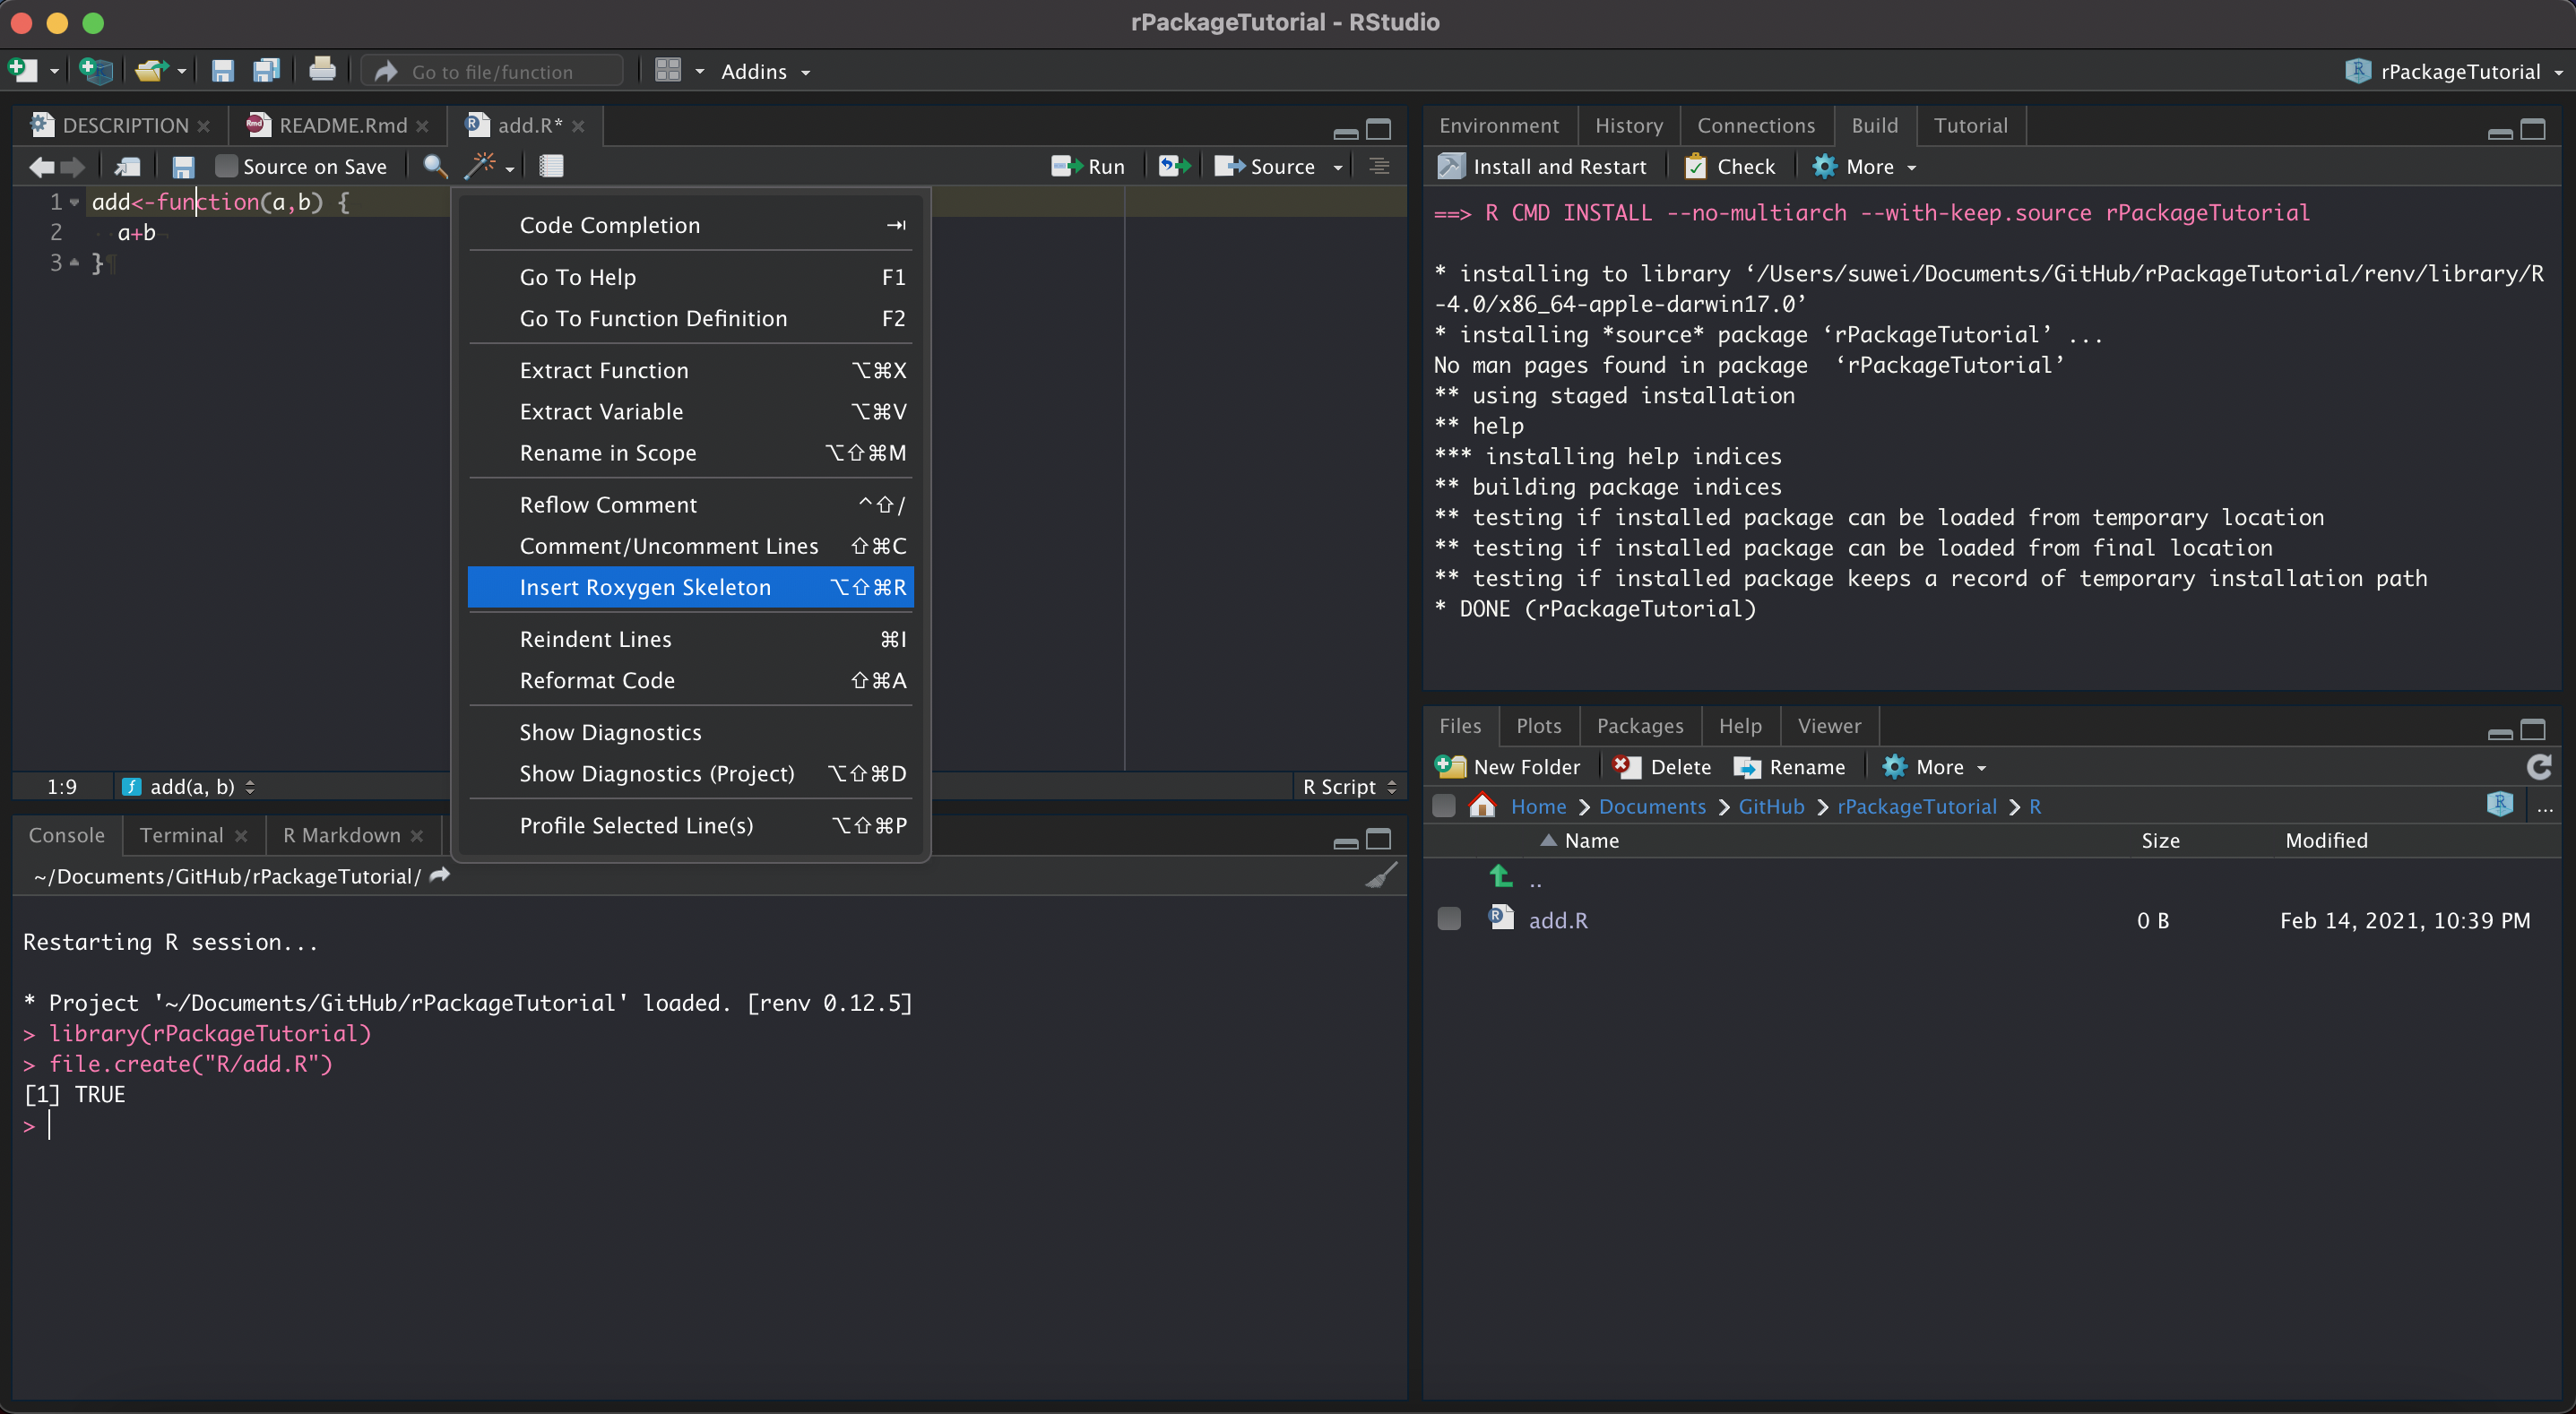 rPackageTutorial - RStudio
Go to file/function
Addins
rPackageTutorial
DESCRIPTION
README.Rmd
add.R*
Source on Save
Run
Source
1 add<-function(a,b) {
2 a+b
3 }
Code Completion ⇥
Go To Help F1
Go To Function Definition F2
Extract Function ⌥⌘X
Extract Variable ⌥⌘V
Rename in Scope ⌥⇧⌘M
Reflow Comment ^⇧/
Comment/Uncomment Lines ⇧⌘C
Insert Roxygen Skeleton ⌥⇧⌘R
Reindent Lines ⌘I
Reformat Code ⇧⌘A
Show Diagnostics
Show Diagnostics (Project) ⌥⇧⌘D
Profile Selected Line(s) ⌥⇧⌘P
1:9
add(a, b)
R Script
Console
Terminal
R Markdown
~/Documents/GitHub/rPackageTutorial/
Restarting R session...
* Project '~/Documents/GitHub/rPackageTutorial' loaded. [renv 0.12.5]
> library(rPackageTutorial)
> file.create("R/add.R")
[1] TRUE
>
Environment
History
Connections
Build
Tutorial
Install and Restart
Check
More
==> R CMD INSTALL --no-multiarch --with-keep.source rPackageTutorial
* installing to library ‘/Users/suwei/Documents/GitHub/rPackageTutorial/renv/library/R
-4.0/x86_64-apple-darwin17.0’
* installing *source* package ‘rPackageTutorial’ ...
No man pages found in package  ‘rPackageTutorial’
** using staged installation
** help
*** installing help indices
** building package indices
** testing if installed package can be loaded from temporary location
** testing if installed package can be loaded from final location
** testing if installed package keeps a record of temporary installation path
* DONE (rPackageTutorial)
Files
Plots
Packages
Help
Viewer
New Folder
Delete
Rename
More
Home
Documents
GitHub
rPackageTutorial
R
...
Name
Size
Modified
..
add.R
0 B
Feb 14, 2021, 10:39 PM